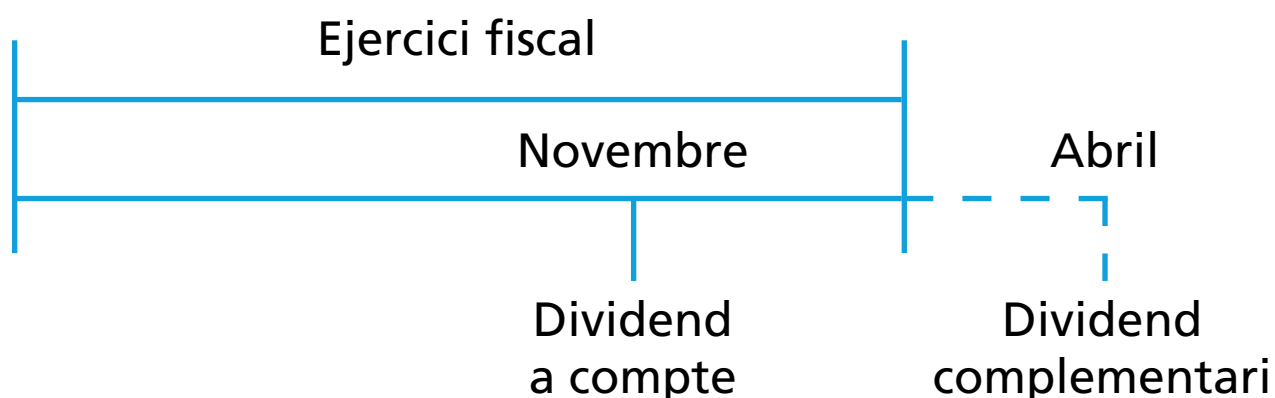 Ejercici fiscal
Novembre
Abril
Dividend
a compte
Dividend
complementari